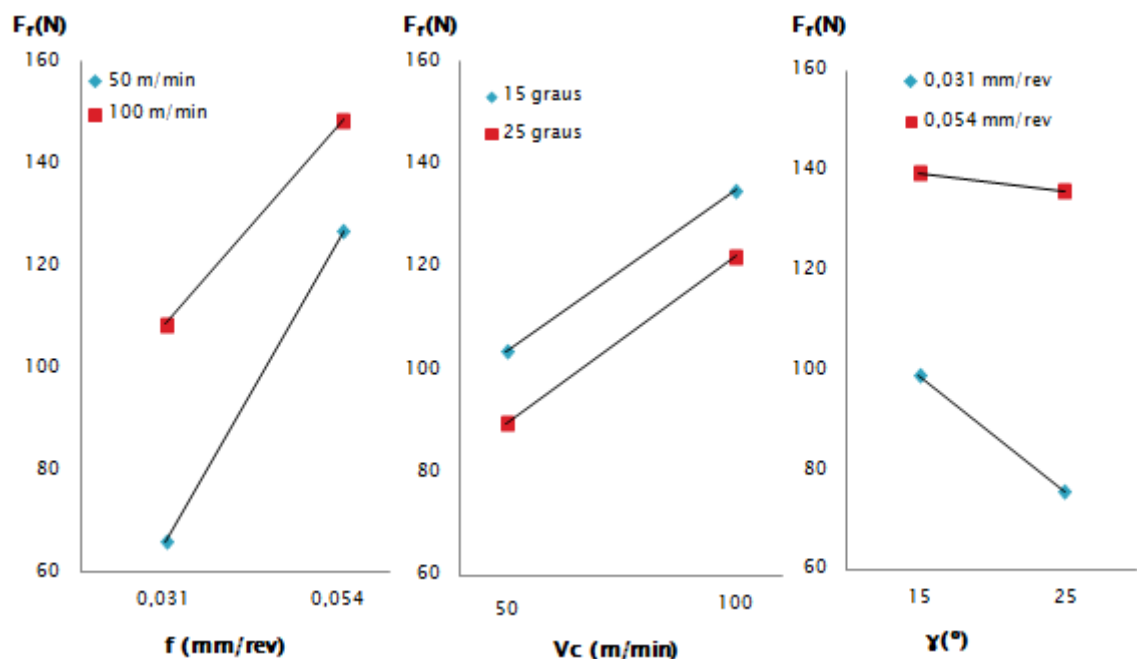 Fr(N)
160
140
120
100
80
60
50 m/min
100 m/min
0,031
0,054
f (mm/rev)
Fr(N)
160
140
120
100
80
60
15 graus
25 graus
50
100
Vc (m/min)
Fr(N)
160
140
120
100
80
60
0,031 mm/rev
0,054 mm/rev
15
25
γ(°)